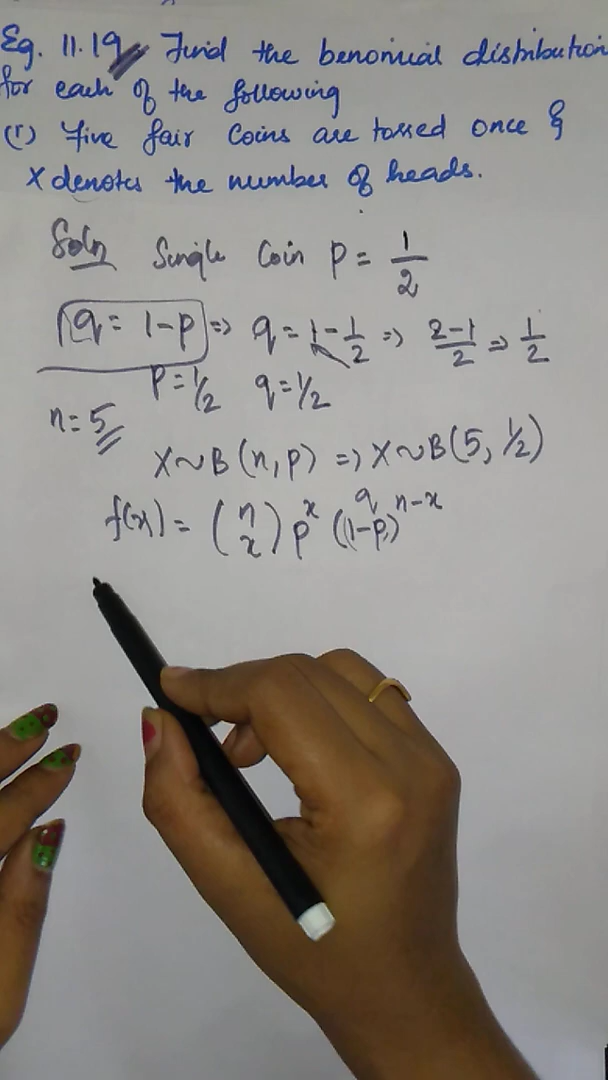 Eg. 11.19 Find the benomial distribution
for each of the following
(i) Five fair coins are tossed once &
X denotes the number of heads.
Soln Single Coin P = 1/2
q = 1-p => q = 1 - 1/2 => 2-1/2 => 1/2
P = 1/2 q = 1/2
n = 5
X ~ B(n, p) => X ~ B(5, 1/2)
f(x) = (n x) p^x (1-p)^n-x q